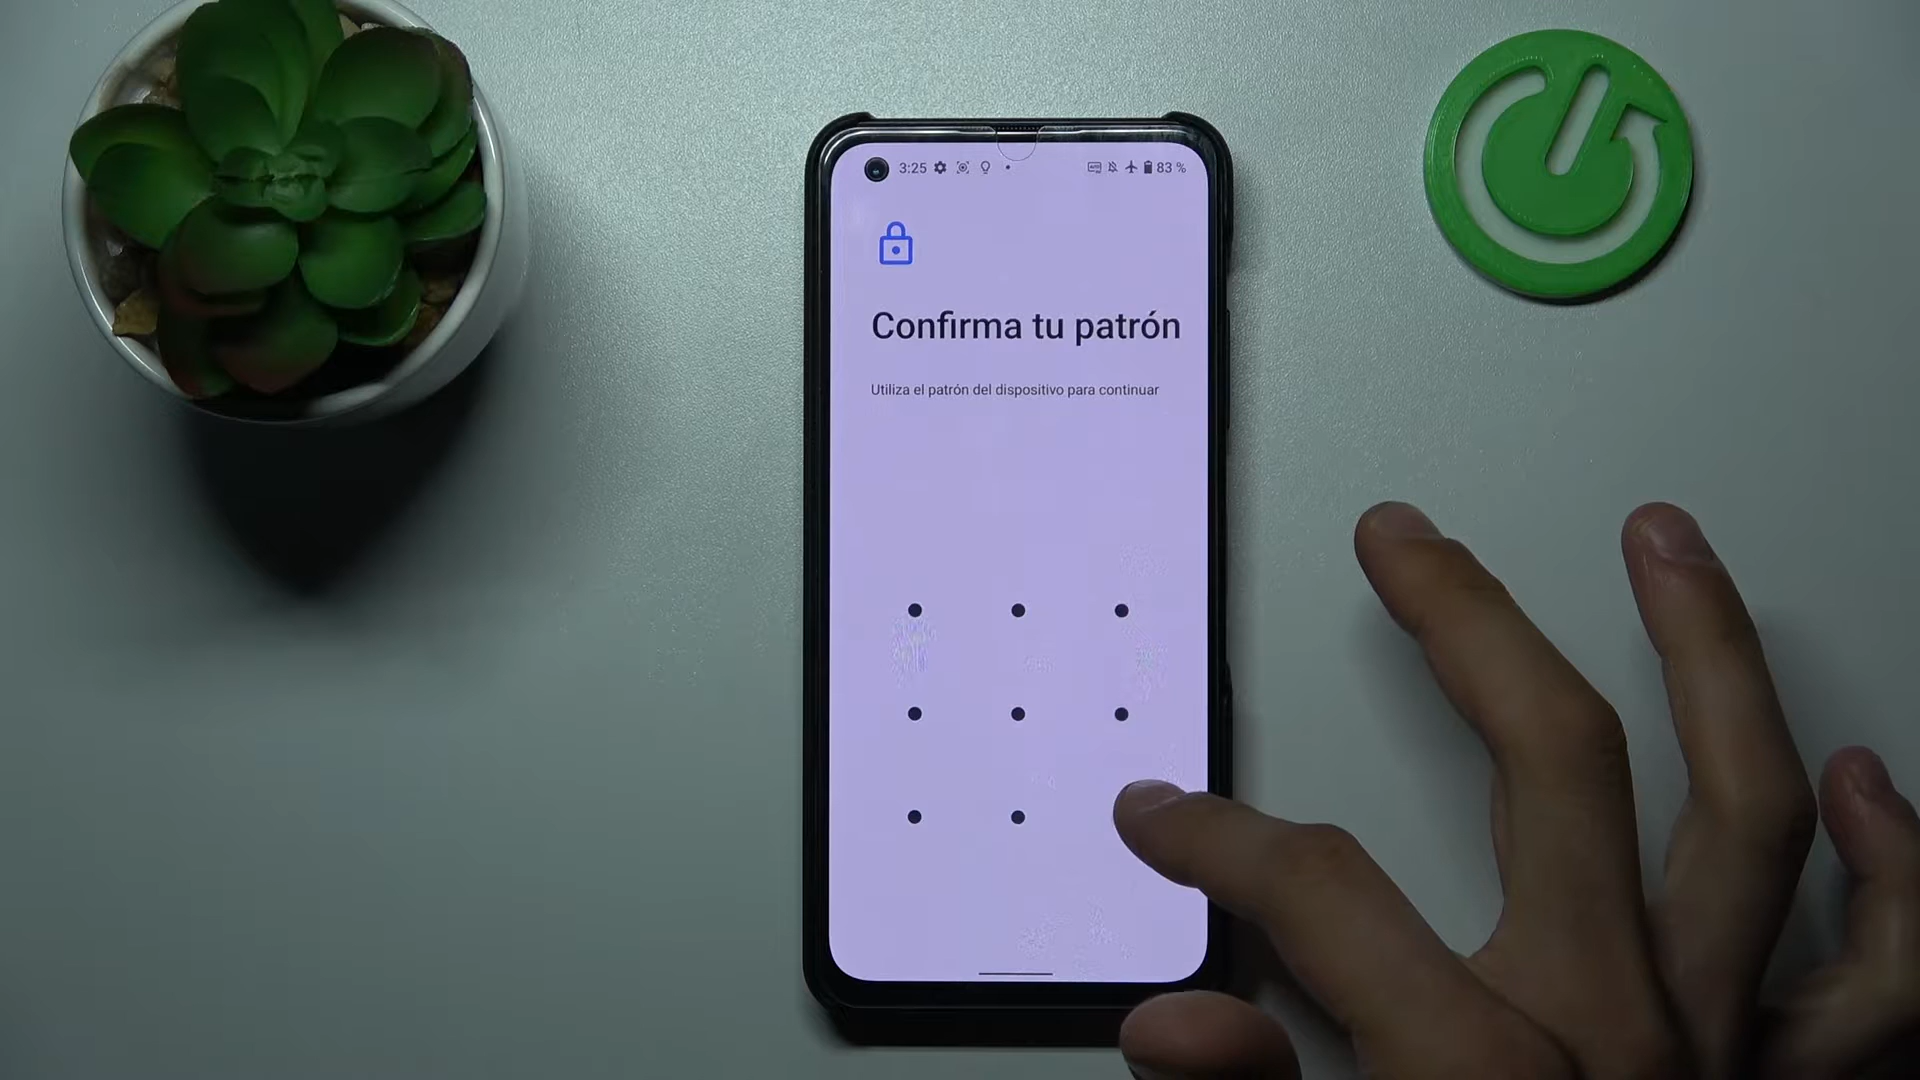 3:25 83 %
Confirma tu patrón
Utiliza el patrón del dispositivo para continuar